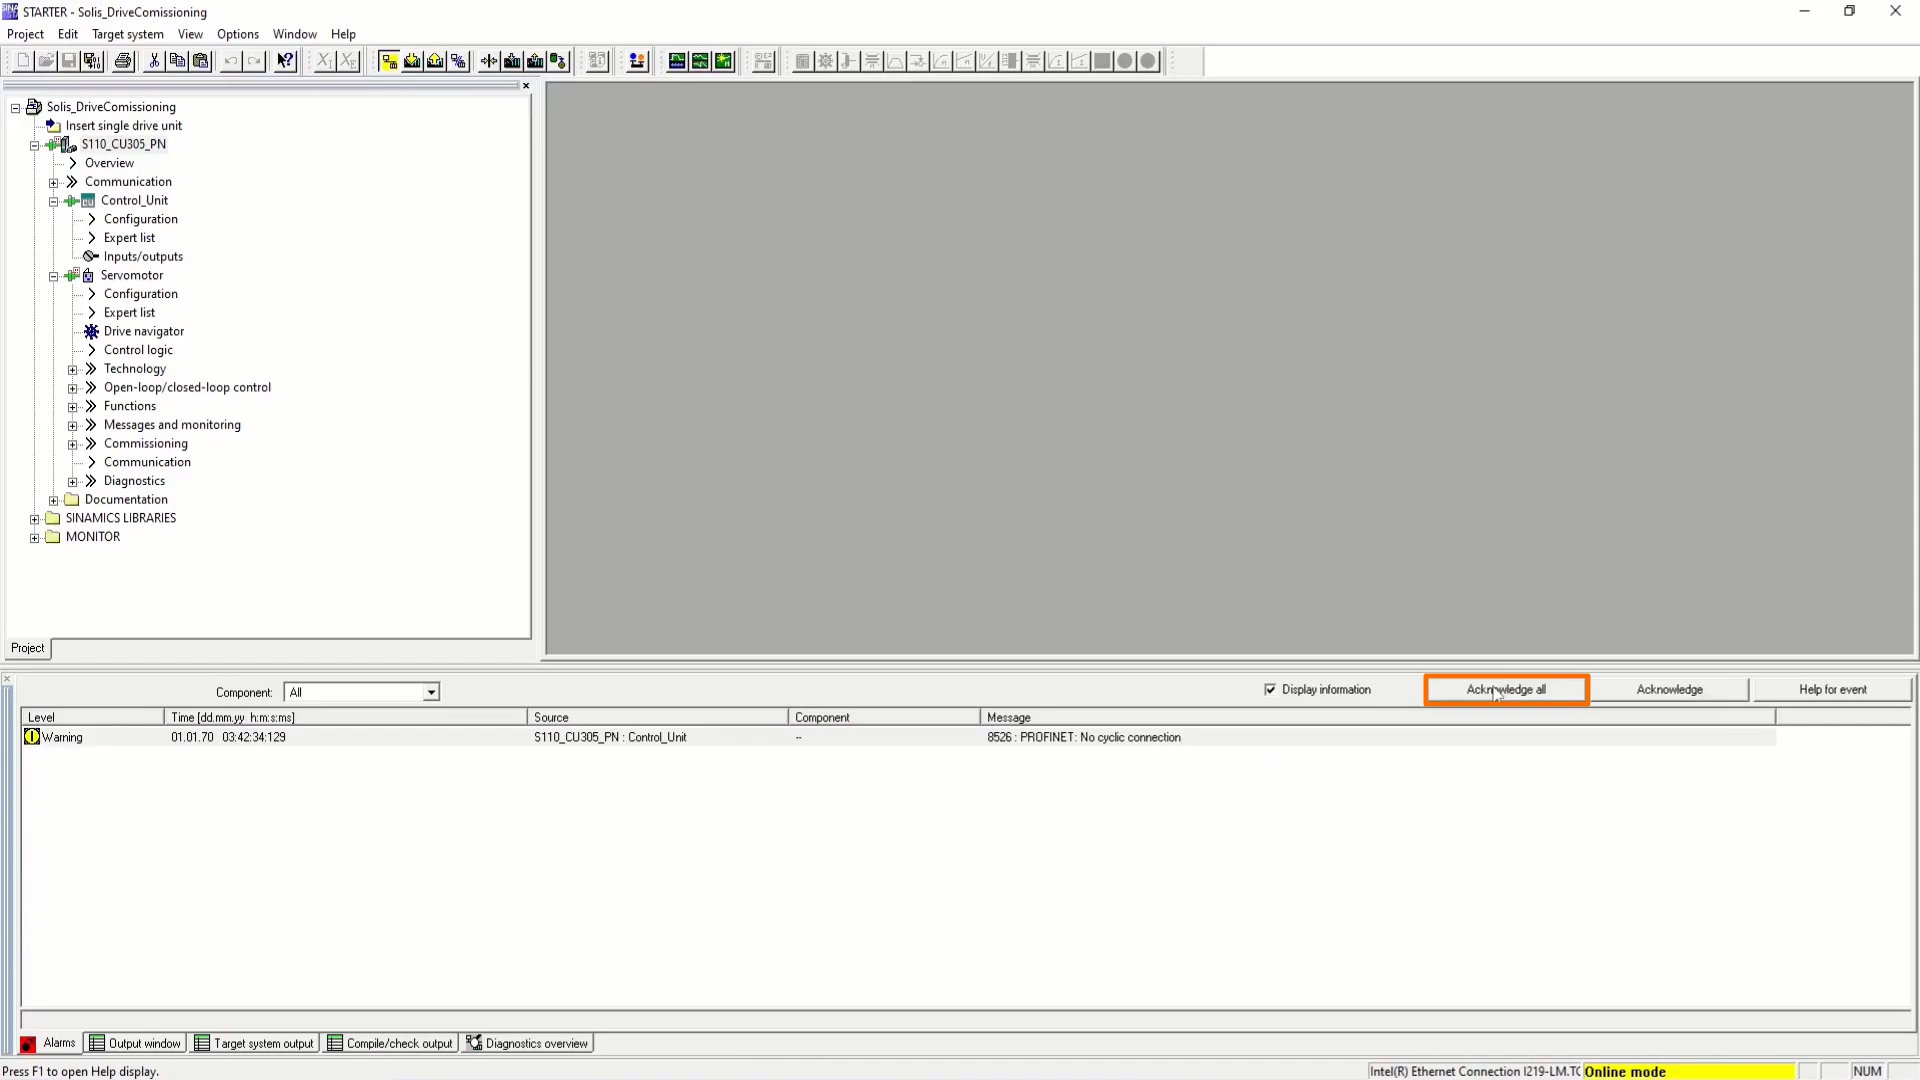 STARTER - Solis_DriveComissioning
Project Edit Target system View Options Window Help
Solis_DriveComissioning
Insert single drive unit
S110_CU305_PN
Overview
Communication
Control_Unit
Configuration
Expert list
Inputs/outputs
Servomotor
Configuration
Expert list
Drive navigator
Control logic
Technology
Open-loop/closed-loop control
Functions
Messages and monitoring
Commissioning
Communication
Diagnostics
Documentation
SINAMICS LIBRARIES
MONITOR
Project
Component: All Display information Acknowledge all Acknowledge Help for event
Level Time [dd.mm.yy h:m:s:ms] Source Component Message
Warning 01.01.70 03:42:34:129 S110_CU305_PN : Control_Unit -- 8526 : PROFINET: No cyclic connection
Alarms Output window Target system output Compile/check output Diagnostics overview
Press F1 to open Help display. Intel(R) Ethernet Connection I219-LM.TC Online mode NUM